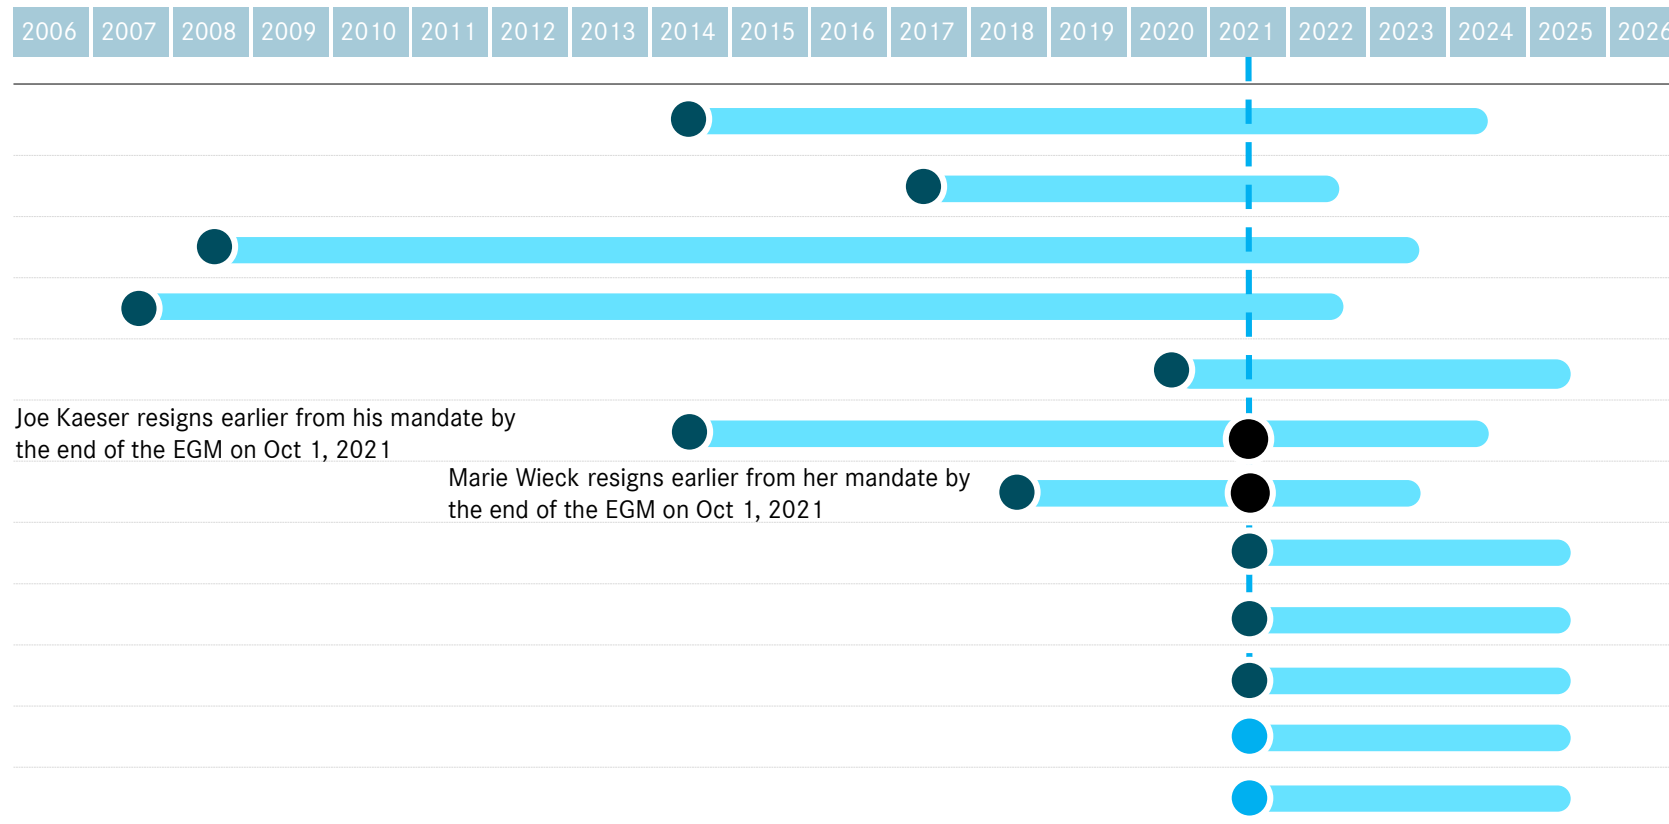 2006 2007 2008 2009 2010 2011 2012 2013 2014 2015 2016 2017 2018 2019 2020 2021 2022 2023 2024 2025 2026
Joe Kaeser resigns earlier from his mandate by
the end of the EGM on Oct 1, 2021
Marie Wieck resigns earlier from her mandate by
the end of the EGM on Oct 1, 2021